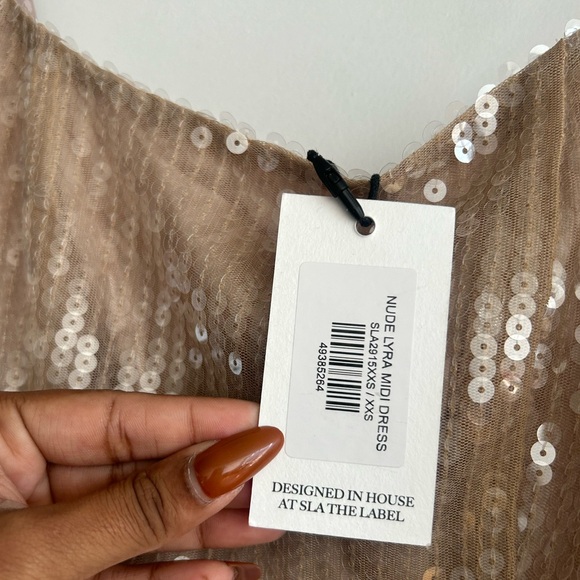 NUDE LYRA MIDI DRESS
SLA2915XXS / XXS
49385264
DESIGNED IN HOUSE
AT SLA THE LABEL